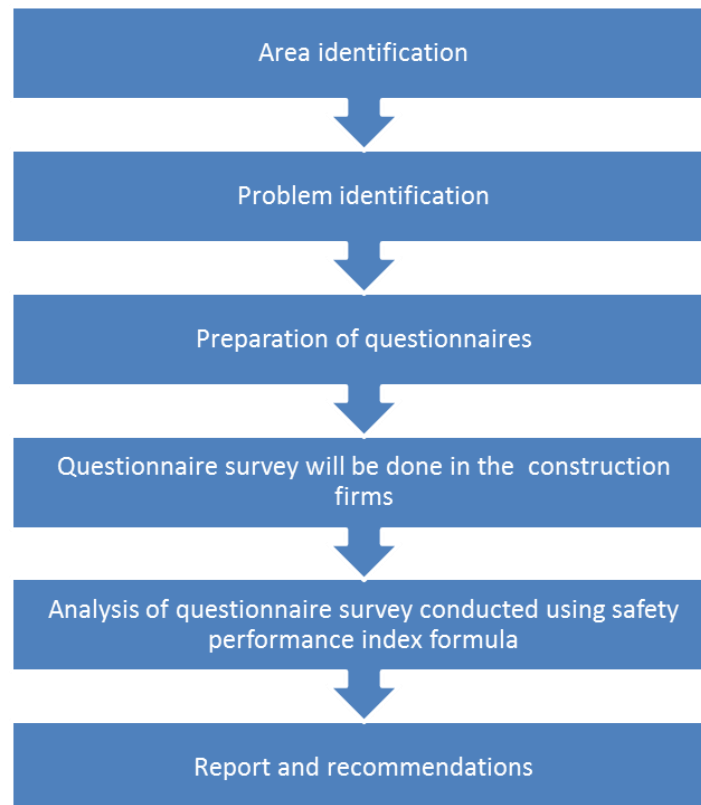 Area identification
Problem identification
Preparation of questionnaires
Questionnaire survey will be done in the  construction
firms
Analysis of questionnaire survey conducted using safety
performance index formula
Report and recommendations